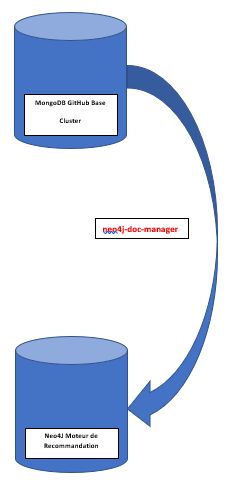 MongoDB GitHub Base
Cluster
neo4j-doc-manager
Neo4J Moteur de
Recommandation